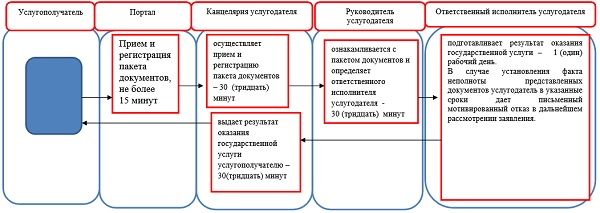 Услугополучатель
Портал
Канцелярия услугодателя
Руководитель
услугодателя
Ответственный исполнитель услугодателя
Прием и
регистрация
пакета
документов,
не более
15 минут
осуществляет
прием и
регистрацию
пакета документов
– 30 (тридцать)
минут
ознакамливается с
пакетом документов и
определяет
ответственного
исполнителя
услугодателя -
30 (тридцать) минут
подготавливает результат оказания
государственной услуги – 1 (один)
рабочий день.
В случае установления факта
неполноты представленных
документов услугодатель в указанные
сроки дает письменный
мотивированный отказ в дальнейшем
рассмотрении заявления.
выдает результат
оказания
государственной
услуги
услугополучателю –
30(тридцать) минут